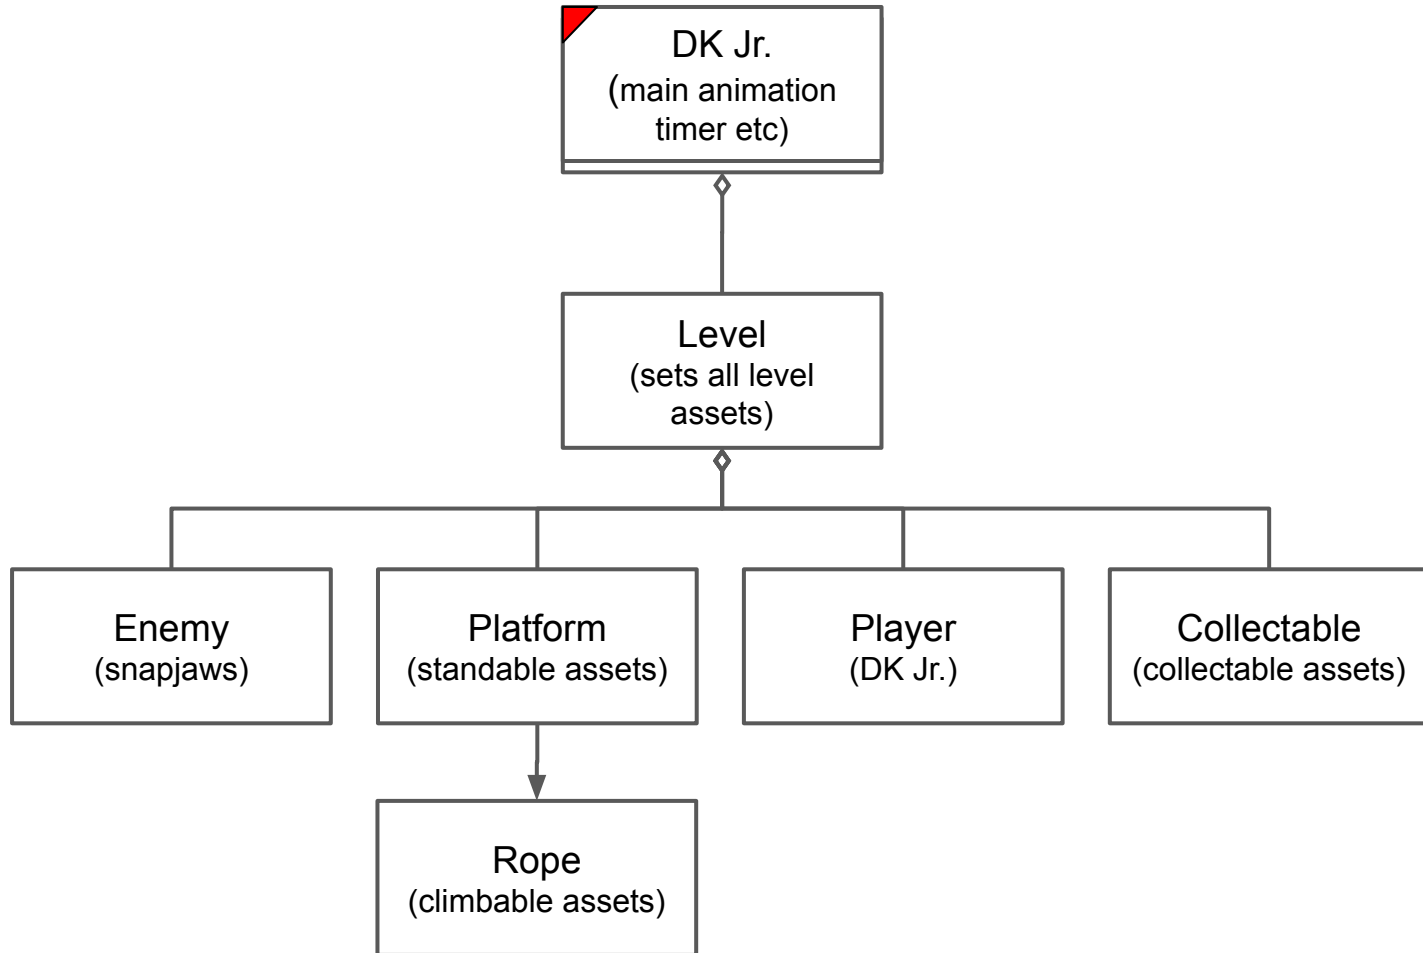 DK Jr.
(main animation
timer etc)
Level
(sets all level
assets)
Enemy
(snapjaws)
Platform
(standable assets)
Player
(DK Jr.)
Collectable
(collectable assets)
Rope
(climbable assets)